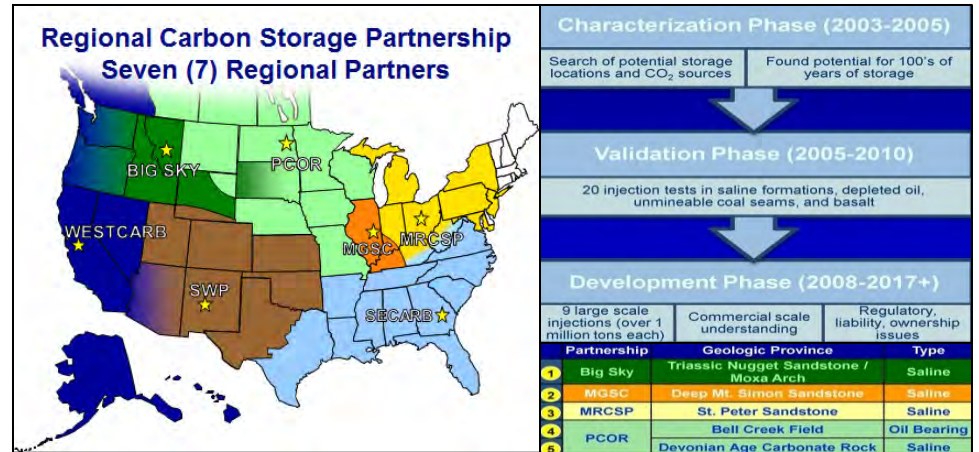 Regional Carbon Storage Partnership
Seven (7) Regional Partners
BIG SKY
PCOR
WESTCARB
MGSC
MRCSP
SWP
SECARB
Characterization Phase (2003-2005)
Search of potential storage
locations and CO₂ sources
Found potential for 100's of
years of storage
Validation Phase (2005-2010)
20 injection tests in saline formations, depleted oil,
unmineable coal seams, and basalt
Development Phase (2008-2017+)
9 large scale
injections (over 1
million tons each)
Commercial scale
understanding
Regulatory,
liability, ownership
issues
Partnership Geologic Province Type
1 Big Sky Triassic Nugget Sandstone /
Moxa Arch Saline
2 MGSC Deep Mt. Simon Sandstone Saline
3 MRCSP St. Peter Sandstone Saline
4 PCOR Bell Creek Field Oil Bearing
5 Devonian Age Carbonate Rock Saline